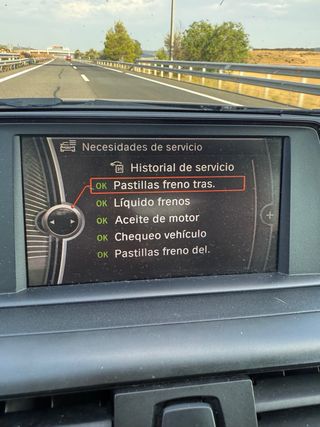 Necesidades de servicio
Historial de servicio
OK Pastillas freno tras.
OK Líquido frenos
OK Aceite de motor
OK Chequeo vehículo
OK Pastillas freno del.